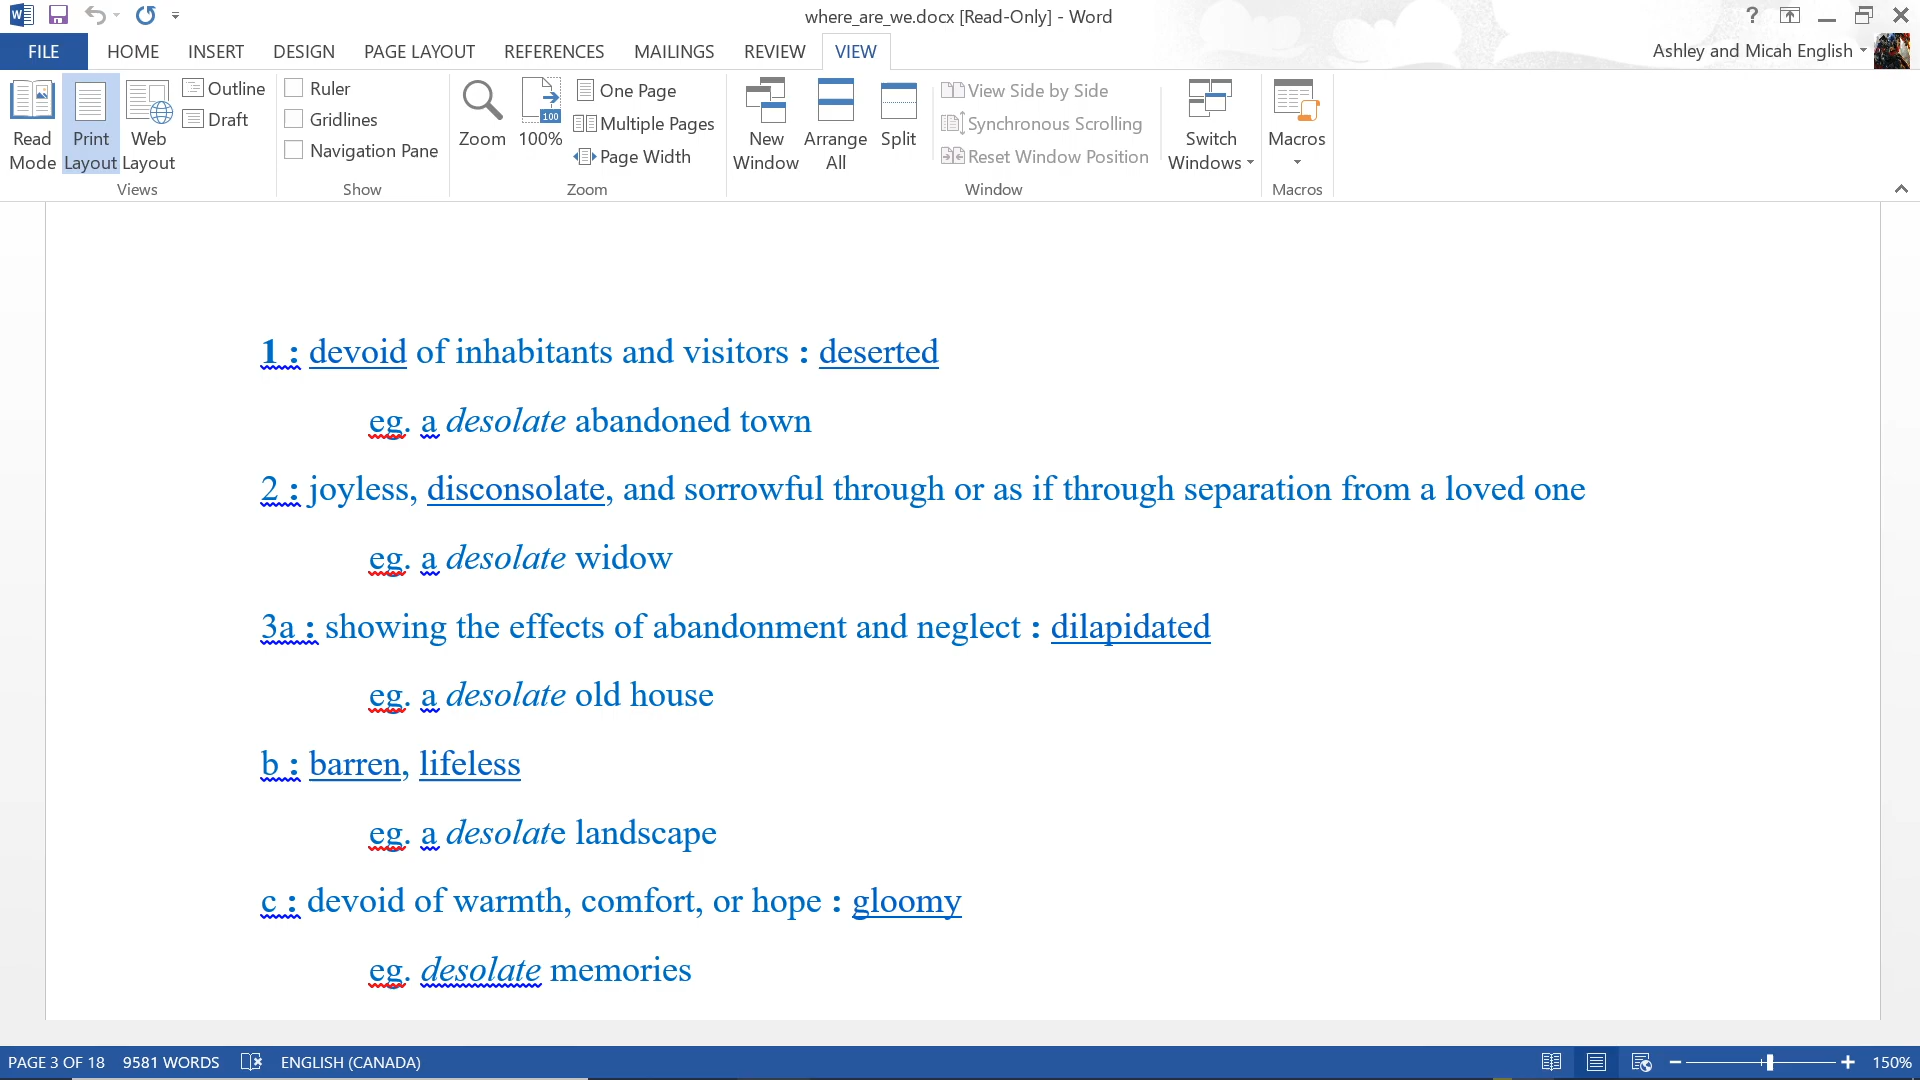 where_are_we.docx [Read-Only] - Word
?
FILE HOME INSERT DESIGN PAGE LAYOUT REFERENCES MAILINGS REVIEW VIEW
Ashley and Micah English
Read Mode
Print Layout
Web Layout
Outline
Draft
Views
Ruler
Gridlines
Navigation Pane
Show
Zoom
100
100%
One Page
Multiple Pages
Page Width
Zoom
New Window
Arrange All
Split
View Side by Side
Synchronous Scrolling
Reset Window Position
Window
Switch Windows
Macros
Macros
1 : devoid of inhabitants and visitors : deserted
eg. a desolate abandoned town
2 : joyless, disconsolate, and sorrowful through or as if through separation from a loved one
eg. a desolate widow
3a : showing the effects of abandonment and neglect : dilapidated
eg. a desolate old house
b : barren, lifeless
eg. a desolate landscape
c : devoid of warmth, comfort, or hope : gloomy
eg. desolate memories
PAGE 3 OF 18 9581 WORDS ENGLISH (CANADA)
150%